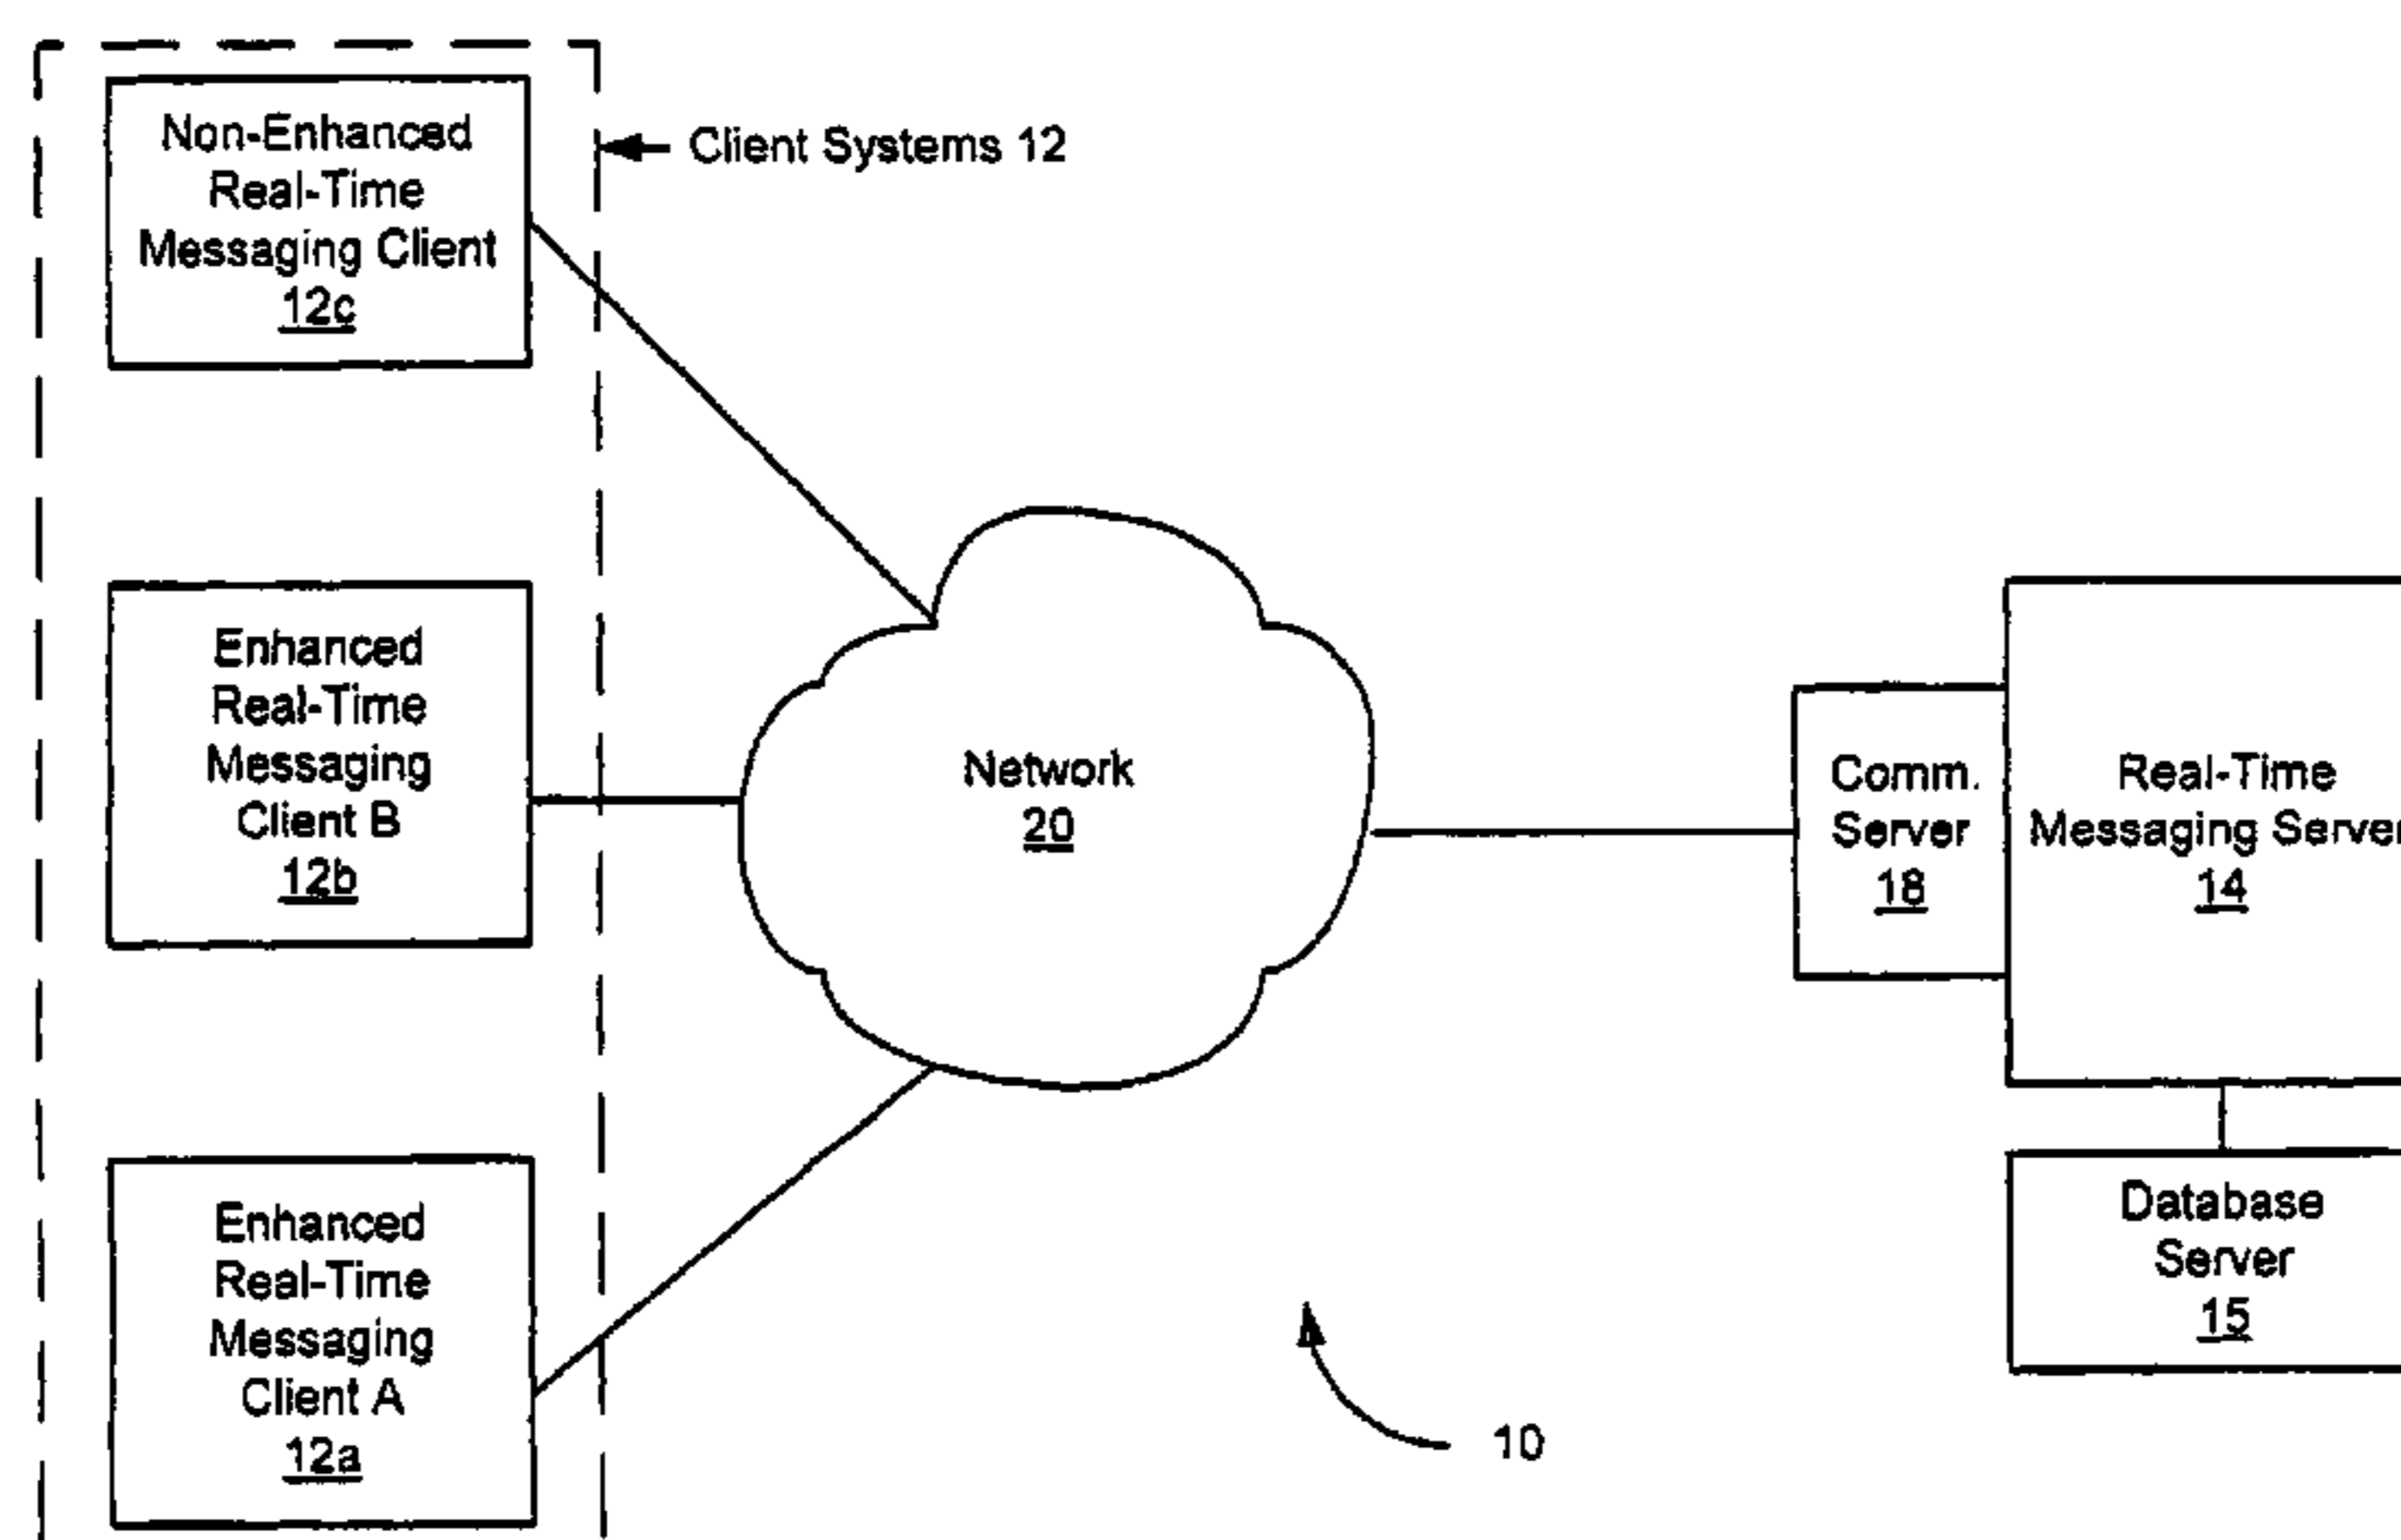 Non-Enhanced
Real-Time
Messaging Client
12c
Client Systems 12
Enhanced
Real-Time
Messaging
Client B
12b
Network
20
Comm.
Server
18
Real-Time
Messaging Server
14
Enhanced
Real-Time
Messaging
Client A
12a
Database
Server
15
10